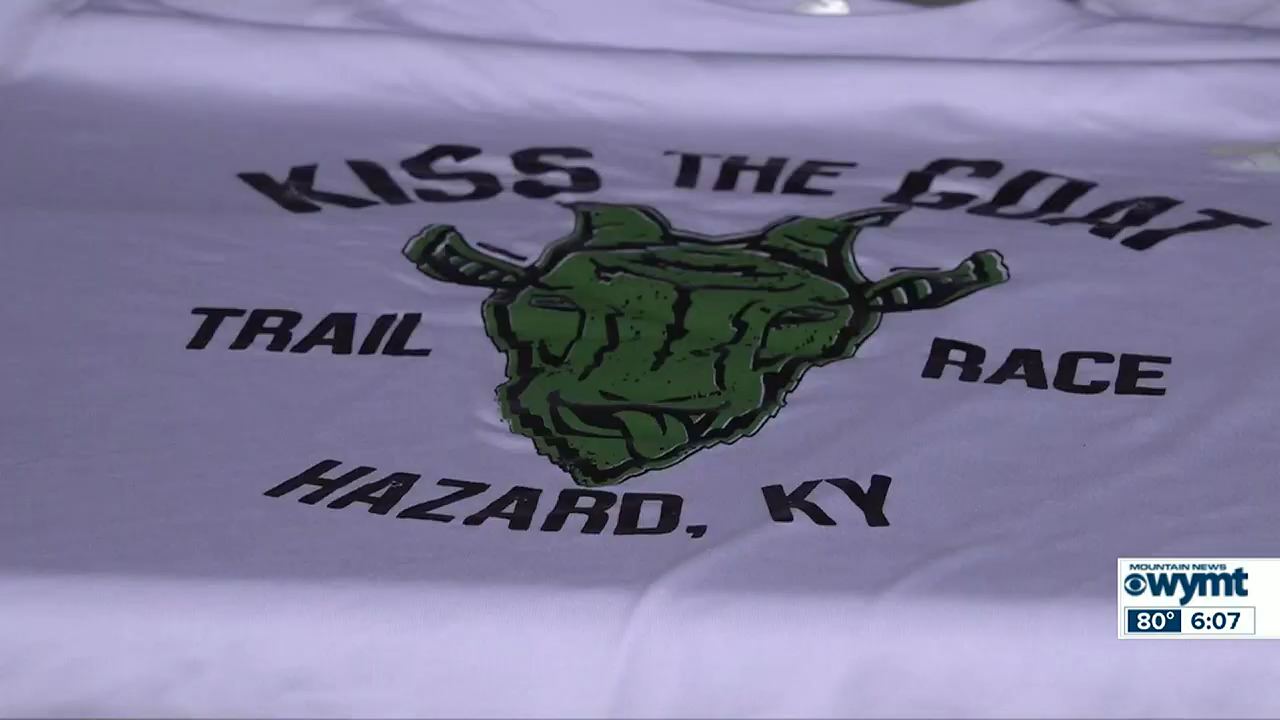 KISS THE GOAT
TRAIL RACE
HAZARD, KY
MOUNTAIN NEWS
wymt
80° 6:07